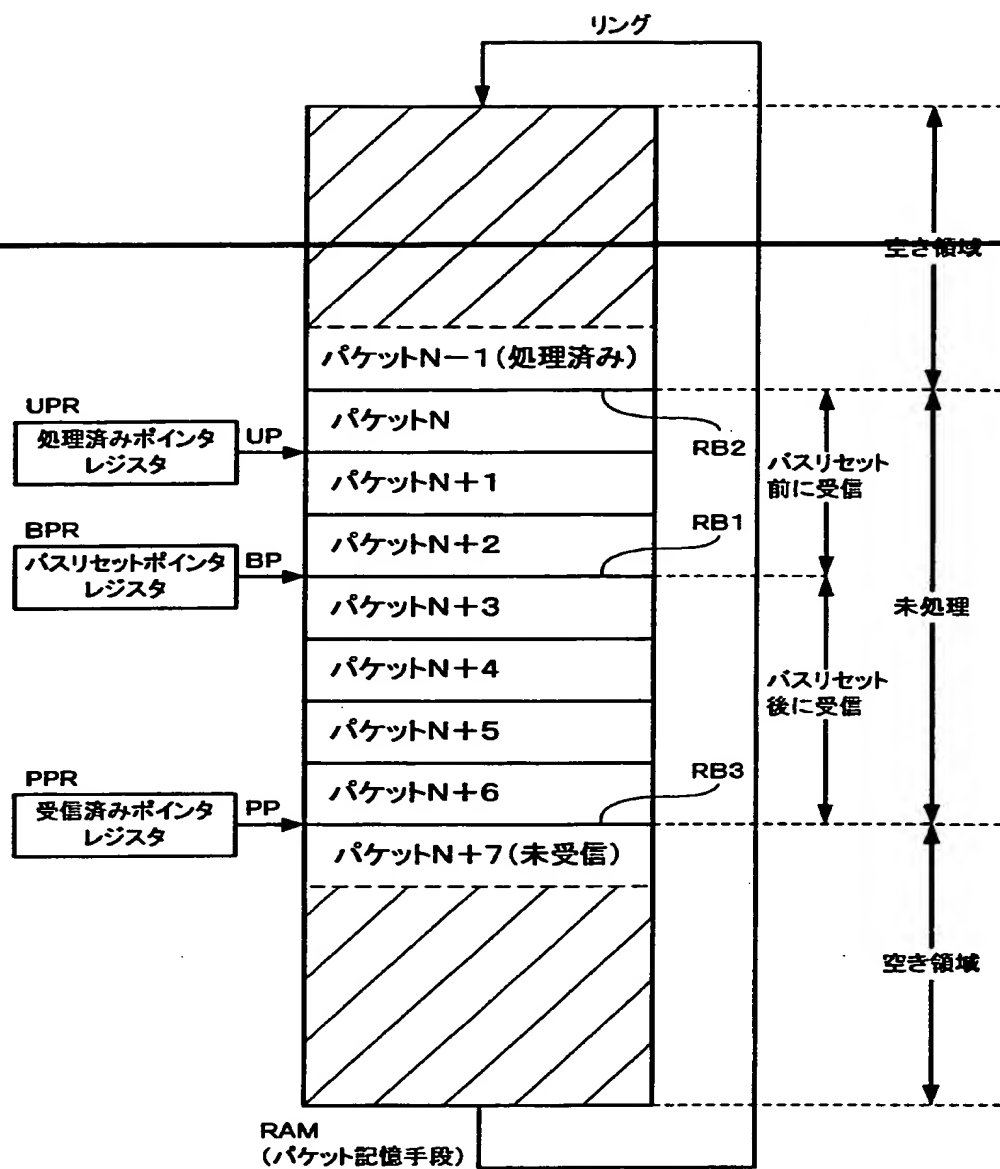 リング
空き領域
パケットN−1(処理済み)
UPR
処理済みポインタ
レジスタ
UP
パケットN
RB2
バスリセット
前に受信
パケットN+1
BPR
バスリセットポインタ
レジスタ
BP
パケットN+2
RB1
パケットN+3
未処理
パケットN+4
バスリセット
後に受信
パケットN+5
PPR
受信済みポインタ
レジスタ
PP
パケットN+6
RB3
パケットN+7(未受信)
空き領域
RAM
(パケット記憶手段)